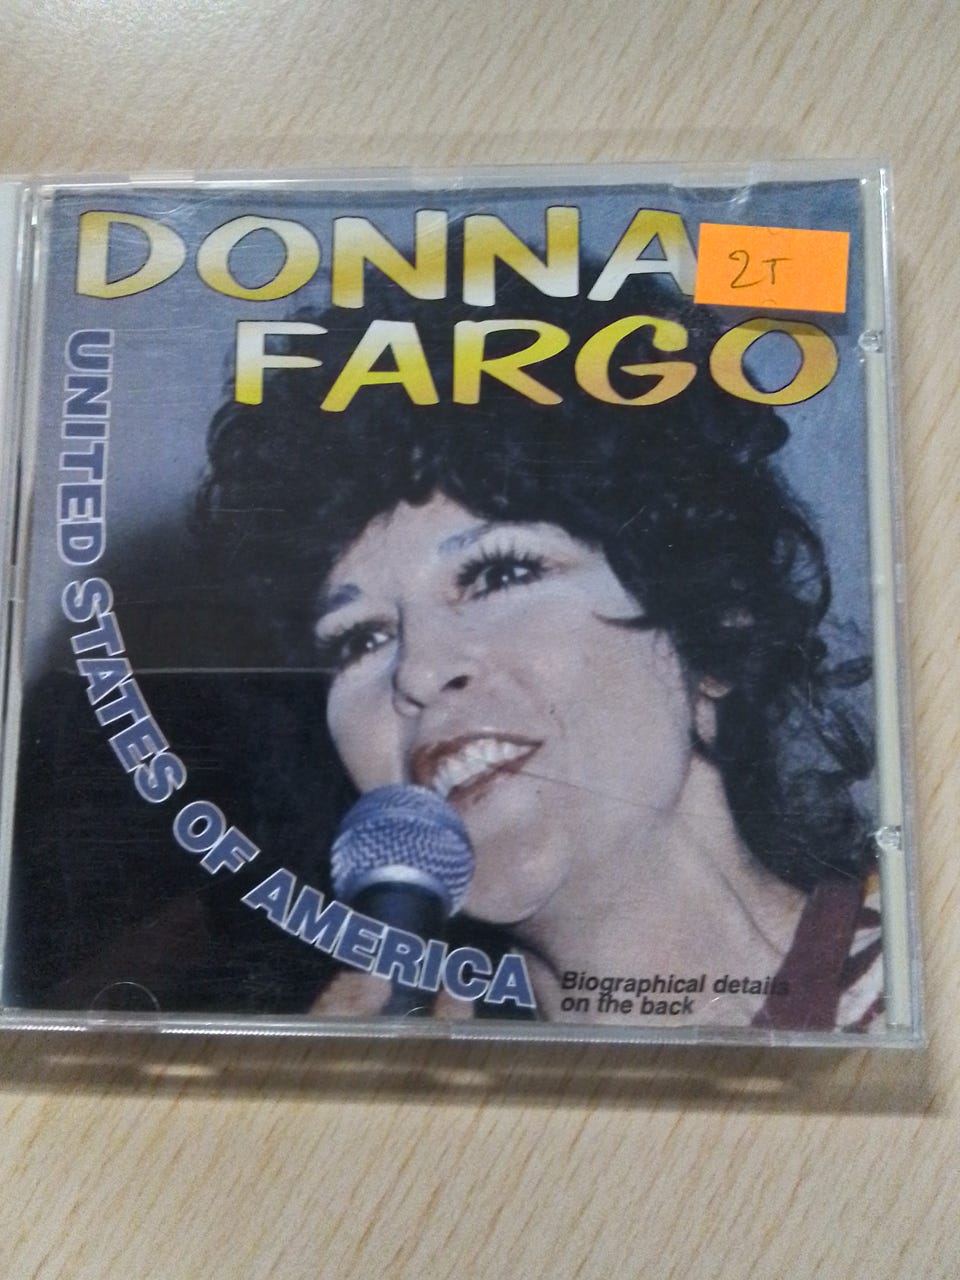 DONNA
2T
FARGO
UNITED STATES OF AMERICA
Biographical details
on the back